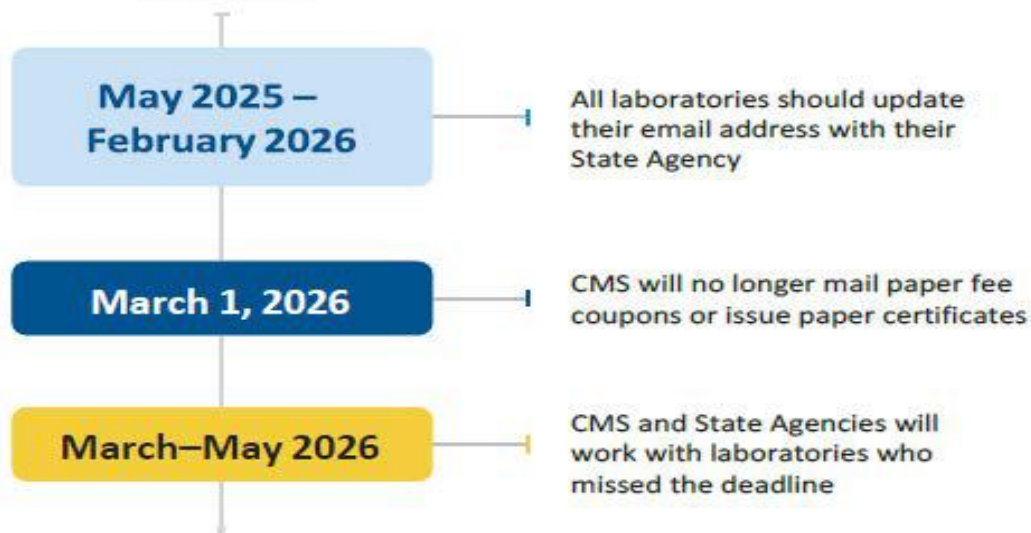 May 2025 –
February 2026
All laboratories should update
their email address with their
State Agency
March 1, 2026
CMS will no longer mail paper fee
coupons or issue paper certificates
March–May 2026
CMS and State Agencies will
work with laboratories who
missed the deadline